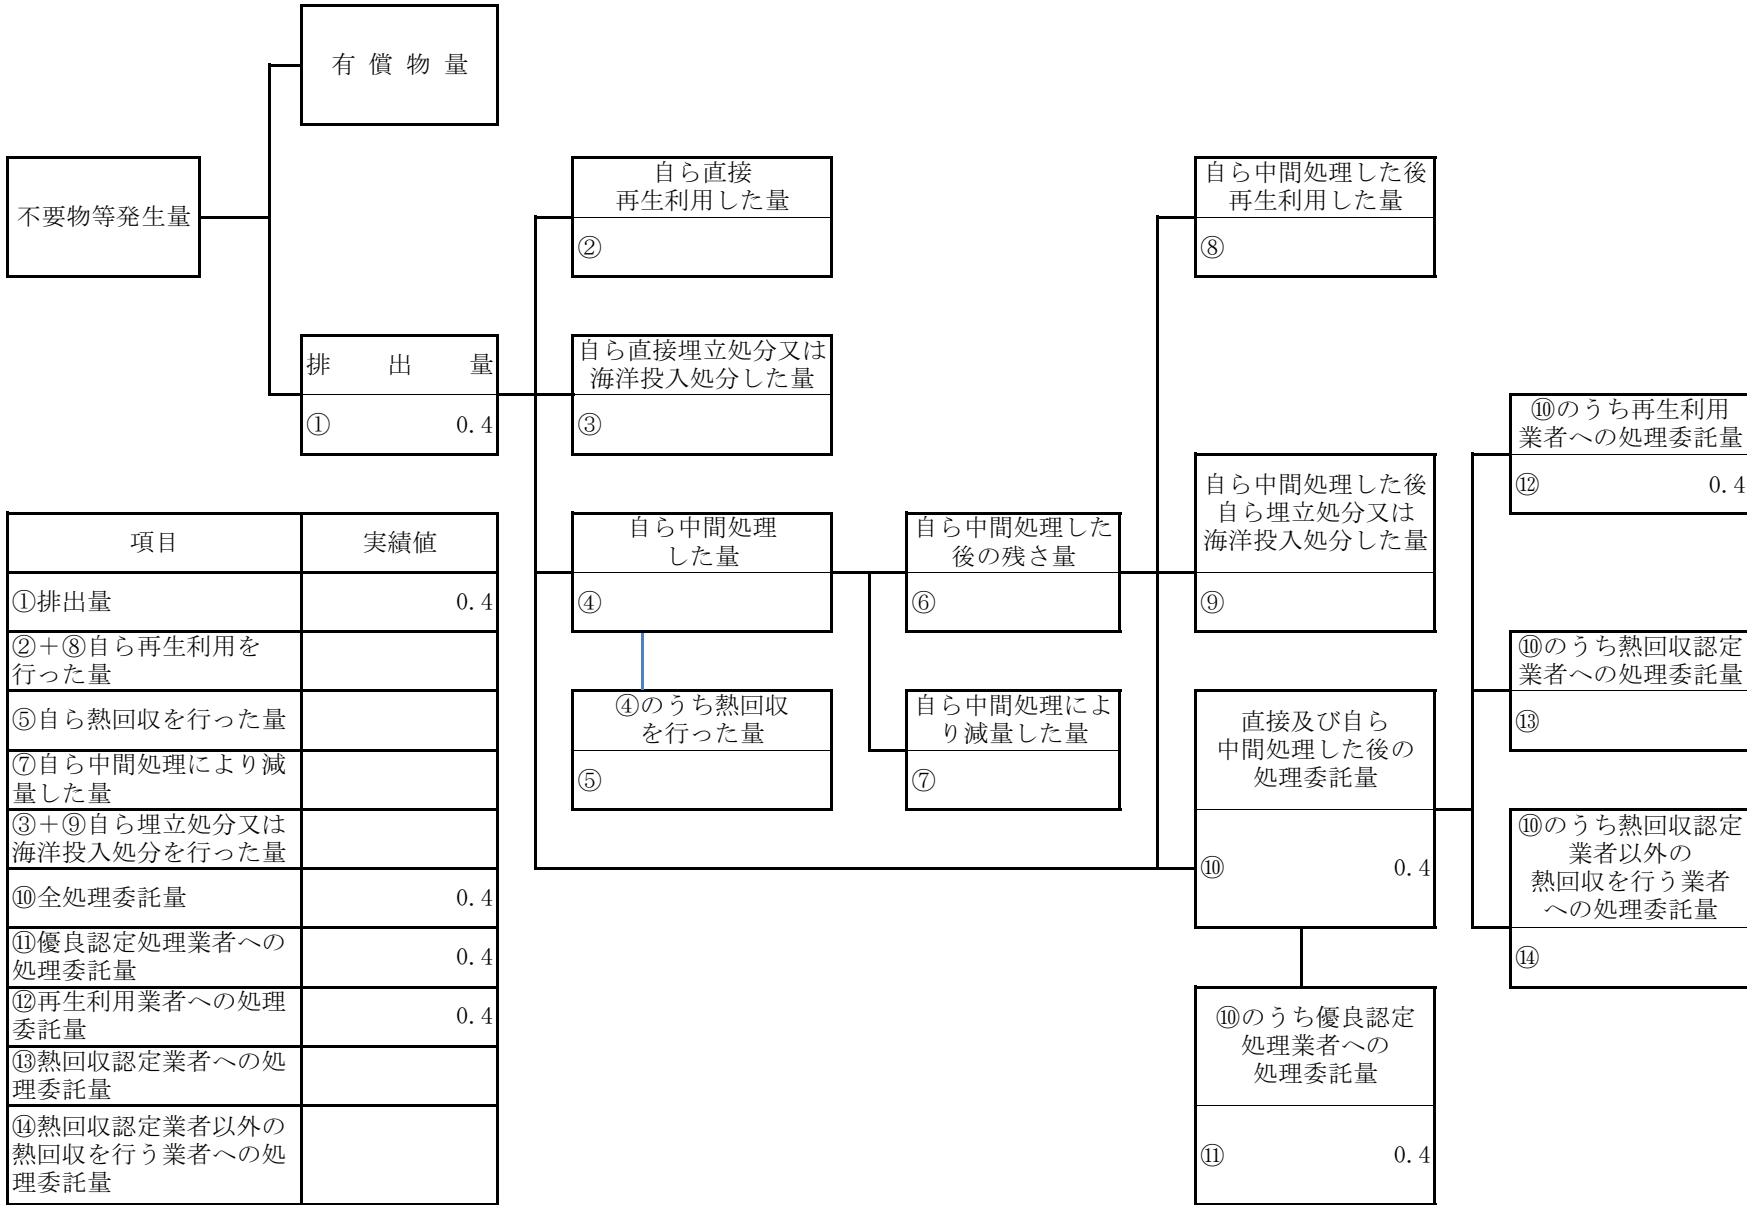 有償物量
不要物等発生量
自ら直接
再生利用した量
②
自ら中間処理した後
再生利用した量
⑧
排出量
① 0.4
自ら直接埋立処分又は
海洋投入処分した量
③
⑩のうち再生利用
業者への処理委託量
⑫ 0.4
自ら中間処理した後
自ら埋立処分又は
海洋投入処分した量
⑨
自ら中間処理
した量
④
自ら中間処理した
後の残さ量
⑥
⑩のうち熱回収認定
業者への処理委託量
⑬
④のうち熱回収
を行った量
⑤
自ら中間処理によ
り減量した量
⑦
直接及び自ら
中間処理した後の
処理委託量
⑩ 0.4
⑩のうち熱回収認定
業者以外の
熱回収を行う業者
への処理委託量
⑭
⑩のうち優良認定
処理業者への
処理委託量
⑪ 0.4
項目 実績値
①排出量 0.4
②+⑧自ら再生利用を
行った量
⑤自ら熱回収を行った量
⑦自ら中間処理により減
量した量
③+⑨自ら埋立処分又は
海洋投入処分を行った量
⑩全処理委託量 0.4
⑪優良認定処理業者への
処理委託量 0.4
⑫再生利用業者への処理
委託量 0.4
⑬熱回収認定業者への処
理委託量
⑭熱回収認定業者以外の
熱回収を行う業者への処
理委託量